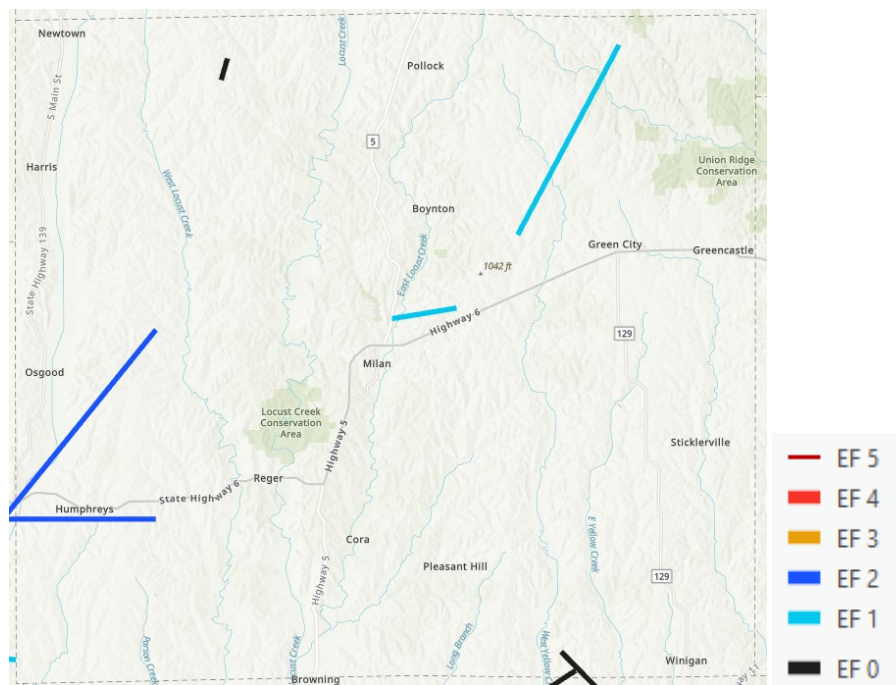 Newtown
Locust Creek
Pollock
S Main St
5
Harris
Union Ridge
Conservation
Area
West Locust Creek
Boynton
State Highway 139
East Locust Creek
Green City
Greencastle
1042 ft
Highway 6
129
Milan
Osgood
Locust Creek
Conservation
Area
Highway 5
Sticklerville
Reger
State Highway 6
Humphreys
EF 5
EF 4
EF 3
EF 2
EF 1
EF 0
Cora
E Yellow Creek
Highway 5
Pleasant Hill
129
Parson Creek
Locust Creek
Long Branch
West Yellow C
Winigan
Browning